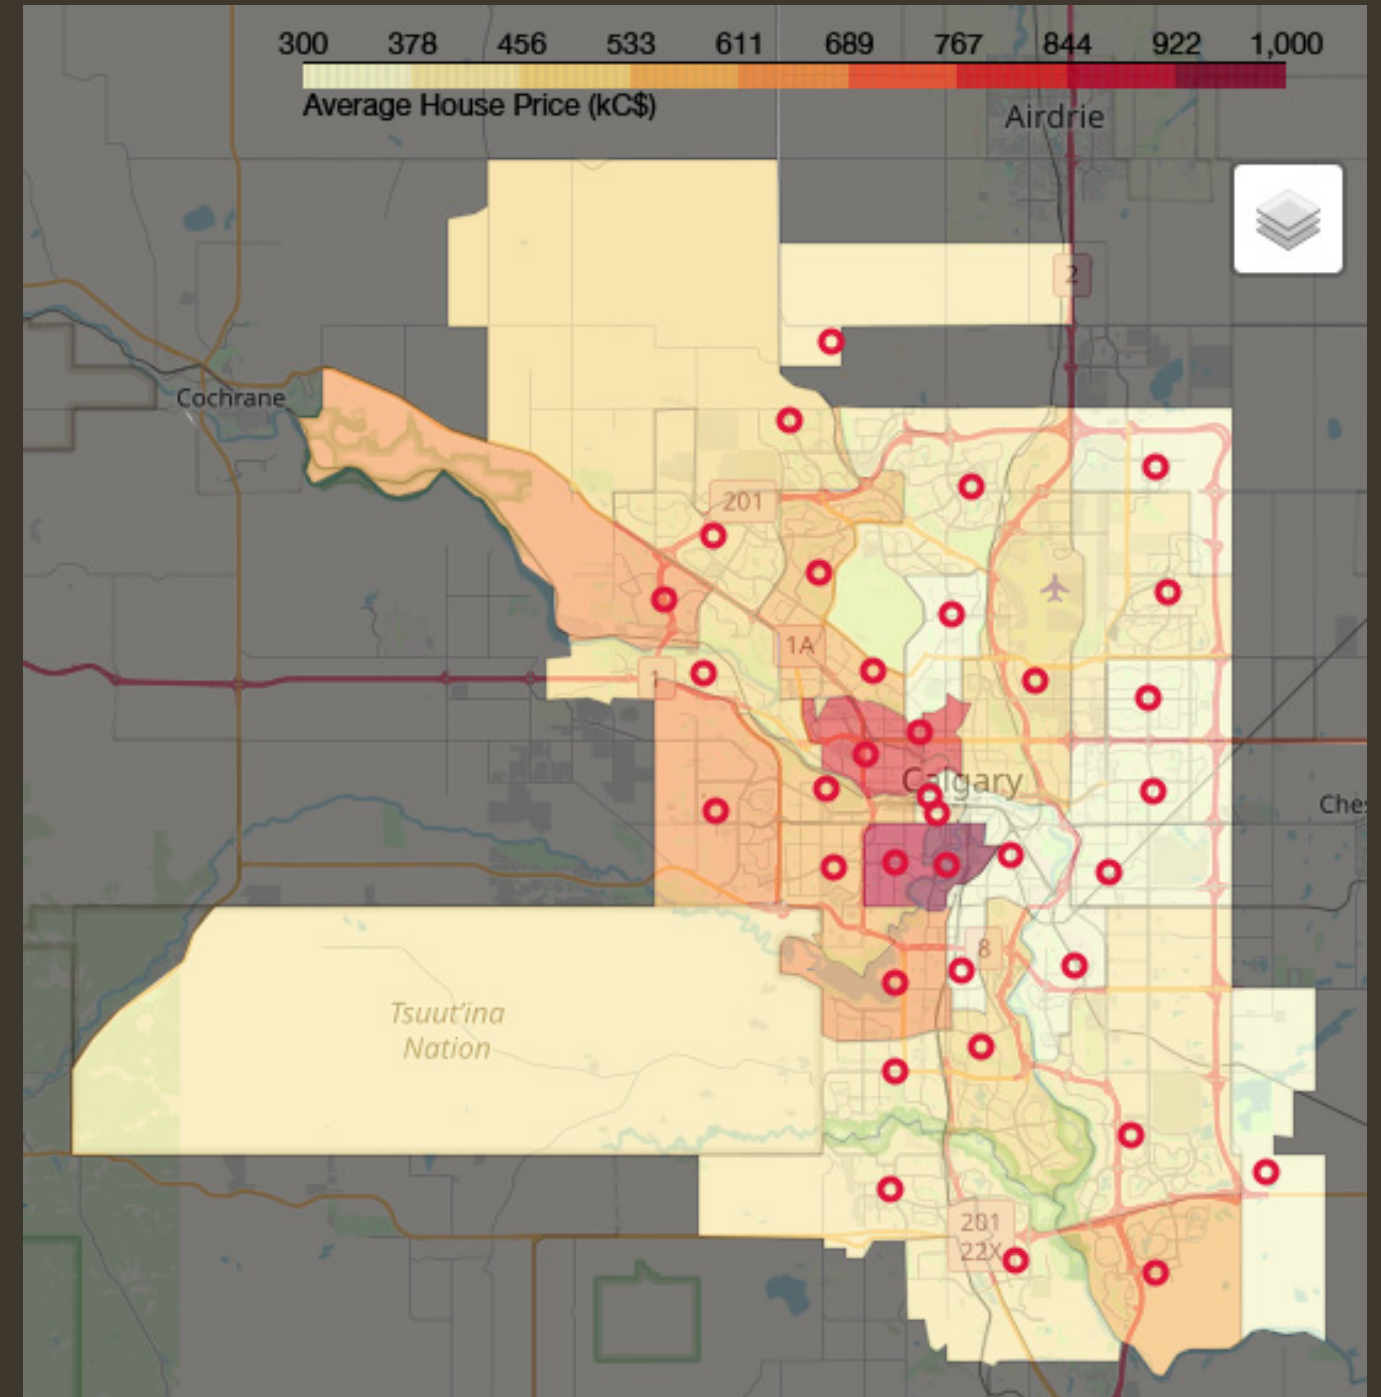 300 378 456 533 611 689 767 844 922 1,000
Average House Price (kC$)
Airdrie
2
Cochrane
201
1A
1
Calgary
Ches
8
Tsuut'ina
Nation
201
22X